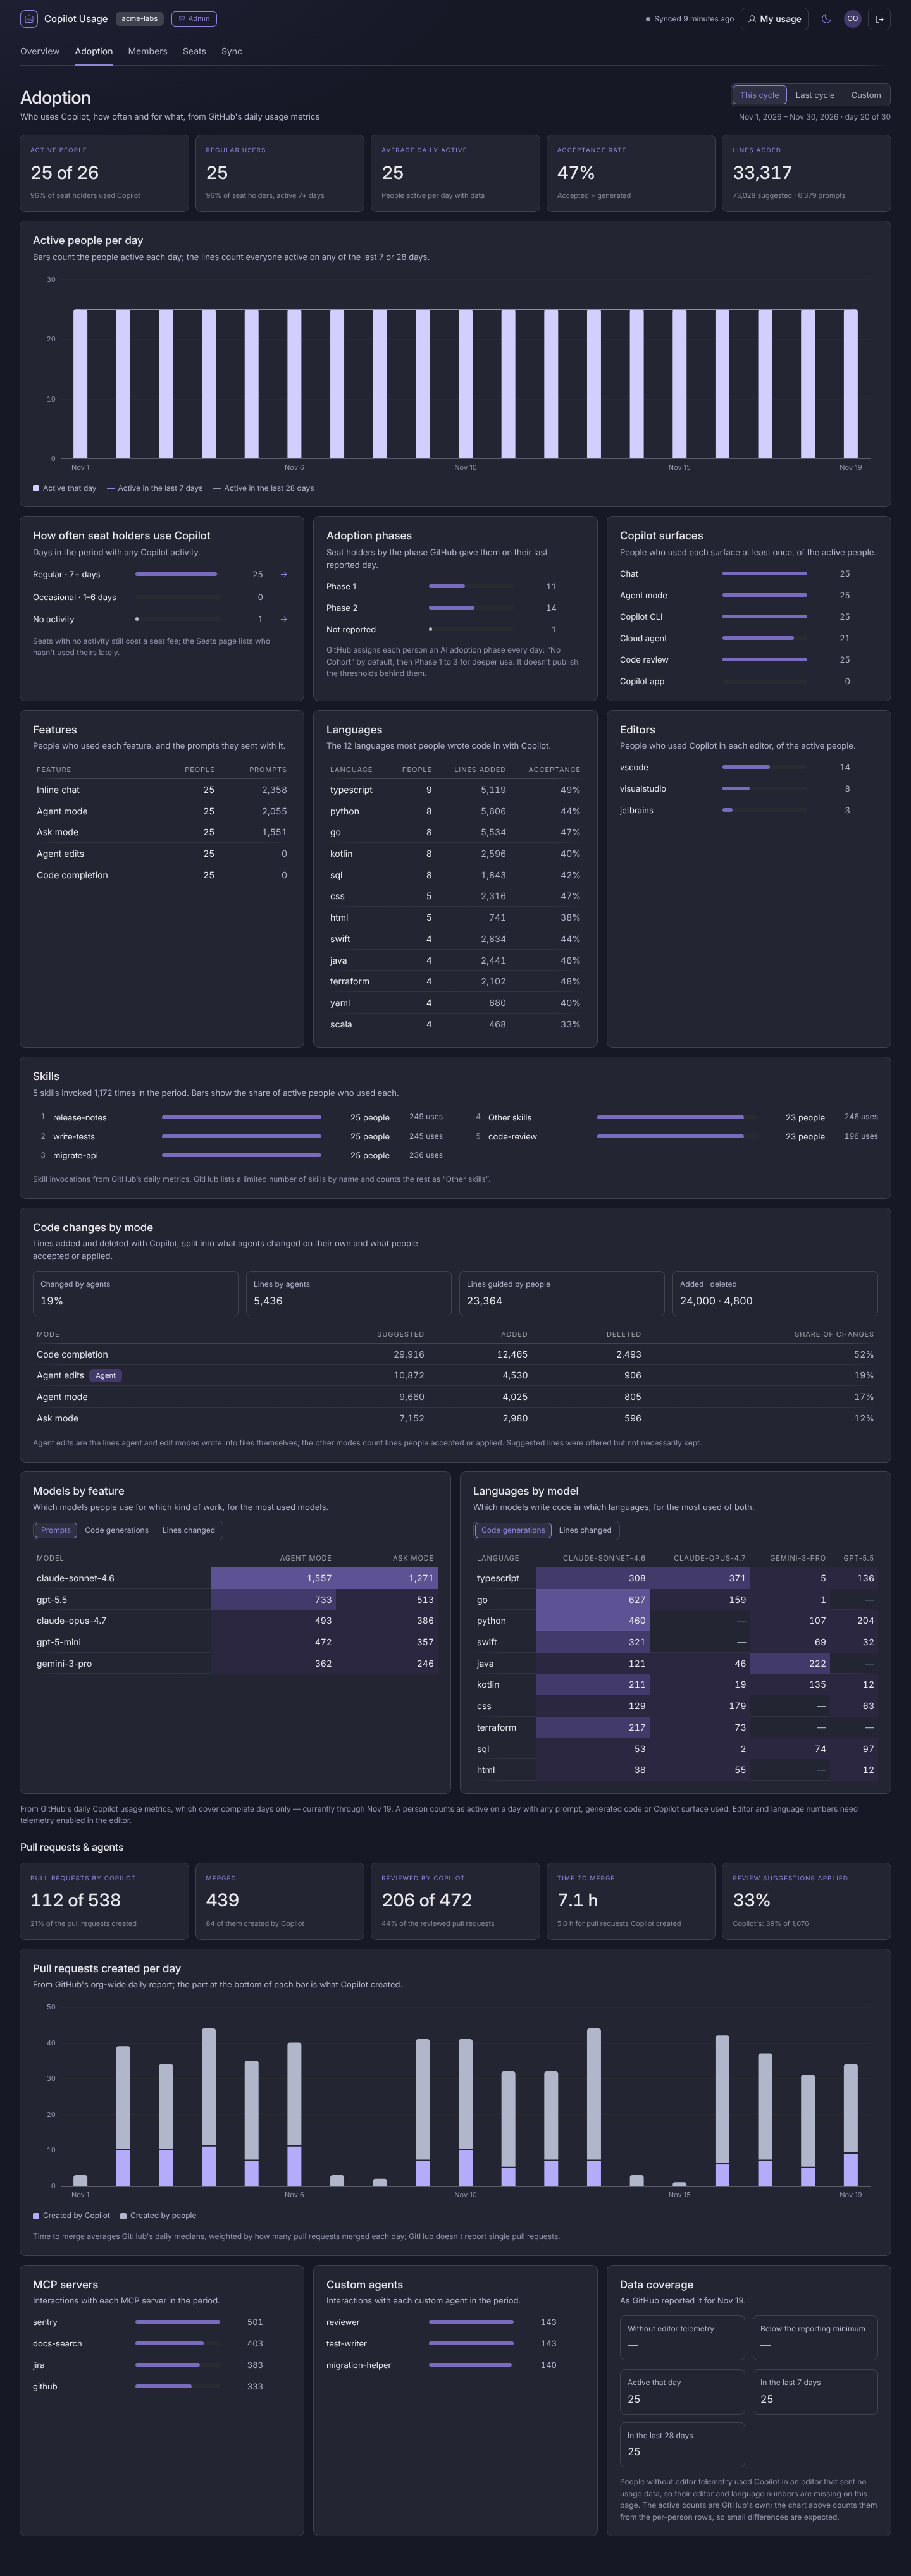 Copilot Usage acme-labs Admin
Synced 9 minutes ago My usage OO
Overview Adoption Members Seats Sync
Adoption
Who uses Copilot, how often and for what, from GitHub's daily usage metrics
This cycle Last cycle Custom
Nov 1, 2026 – Nov 30, 2026 · day 20 of 30
ACTIVE PEOPLE
25 of 26
96% of seat holders used Copilot
REGULAR USERS
25
96% of seat holders, active 7+ days
AVERAGE DAILY ACTIVE
25
People active per day with data
ACCEPTANCE RATE
47%
Accepted ÷ generated
LINES ADDED
33,317
73,028 suggested · 6,379 prompts
Active people per day
Bars count the people active each day; the lines count everyone active on any of the last 7 or 28 days.
30
20
10
0
Nov 1 Nov 6 Nov 10 Nov 15 Nov 19
Active that day Active in the last 7 days Active in the last 28 days
How often seat holders use Copilot
Days in the period with any Copilot activity.
Regular · 7+ days 25 →
Occasional · 1–6 days 0
No activity 1 →
Seats with no activity still cost a seat fee; the Seats page lists who
hasn't used theirs lately.
Adoption phases
Seat holders by the phase GitHub gave them on their last
reported day.
Phase 1 11
Phase 2 14
Not reported 1
GitHub assigns each person an AI adoption phase every day: “No
Cohort” by default, then Phase 1 to 3 for deeper use. It doesn't publish
the thresholds behind them.
Copilot surfaces
People who used each surface at least once, of the active people.
Chat 25
Agent mode 25
Copilot CLI 25
Cloud agent 21
Code review 25
Copilot app 0
Features
People who used each feature, and the prompts they sent with it.
FEATURE PEOPLE PROMPTS
Inline chat 25 2,358
Agent mode 25 2,055
Ask mode 25 1,551
Agent edits 25 0
Code completion 25 0
Languages
The 12 languages most people wrote code in with Copilot.
LANGUAGE PEOPLE LINES ADDED ACCEPTANCE
typescript 9 5,119 49%
python 8 5,606 44%
go 8 5,534 47%
kotlin 8 2,596 40%
sql 8 1,843 42%
css 5 2,316 47%
html 5 741 38%
swift 4 2,834 44%
java 4 2,441 46%
terraform 4 2,102 48%
yaml 4 680 40%
scala 4 468 33%
Editors
People who used Copilot in each editor, of the active people.
vscode 14
visualstudio 8
jetbrains 3
Skills
5 skills invoked 1,172 times in the period. Bars show the share of active people who used each.
1 release-notes 25 people 249 uses
2 write-tests 25 people 245 uses
3 migrate-api 25 people 236 uses
4 Other skills 23 people 246 uses
5 code-review 23 people 196 uses
Skill invocations from GitHub's daily metrics. GitHub lists a limited number of skills by name and counts the rest as “Other skills”.
Code changes by mode
Lines added and deleted with Copilot, split into what agents changed on their own and what people
accepted or applied.
Changed by agents
19%
Lines by agents
5,436
Lines guided by people
23,364
Added · deleted
24,000 · 4,800
MODE SUGGESTED ADDED DELETED SHARE OF CHANGES
Code completion 29,916 12,465 2,493 52%
Agent edits Agent 10,872 4,530 906 19%
Agent mode 9,660 4,025 805 17%
Ask mode 7,152 2,980 596 12%
Agent edits are the lines agent and edit modes wrote into files themselves; the other modes count lines people accepted or applied. Suggested lines were offered but not necessarily kept.
Models by feature
Which models people use for which kind of work, for the most used models.
Prompts Code generations Lines changed
MODEL AGENT MODE ASK MODE
claude-sonnet-4.6 1,557 1,271
gpt-5.5 733 513
claude-opus-4.7 493 386
gpt-5-mini 472 357
gemini-3-pro 362 246
Languages by model
Which models write code in which languages, for the most used of both.
Code generations Lines changed
LANGUAGE CLAUDE-SONNET-4.6 CLAUDE-OPUS-4.7 GEMINI-3-PRO GPT-5.5
typescript 308 371 5 136
go 627 159 1 —
python 460 — 107 204
swift 321 — 69 32
java 121 46 222 —
kotlin 211 19 135 12
css 129 179 — 63
terraform 217 73 — —
sql 53 2 74 97
html 38 55 — 12
From GitHub's daily Copilot usage metrics, which cover complete days only — currently through Nov 19. A person counts as active on a day with any prompt, generated code or Copilot surface used. Editor and language numbers need
telemetry enabled in the editor.
Pull requests & agents
PULL REQUESTS BY COPILOT
112 of 538
21% of the pull requests created
MERGED
439
84 of them created by Copilot
REVIEWED BY COPILOT
206 of 472
44% of the reviewed pull requests
TIME TO MERGE
7.1 h
5.0 h for pull requests Copilot created
REVIEW SUGGESTIONS APPLIED
33%
Copilot's: 39% of 1,076
Pull requests created per day
From GitHub's org-wide daily report; the part at the bottom of each bar is what Copilot created.
50
40
30
20
10
0
Nov 1 Nov 6 Nov 10 Nov 15 Nov 19
Created by Copilot Created by people
Time to merge averages GitHub's daily medians, weighted by how many pull requests merged each day; GitHub doesn't report single pull requests.
MCP servers
Interactions with each MCP server in the period.
sentry 501
docs-search 403
jira 383
github 333
Custom agents
Interactions with each custom agent in the period.
reviewer 143
test-writer 143
migration-helper 140
Data coverage
As GitHub reported it for Nov 19.
Without editor telemetry
—
Below the reporting minimum
—
Active that day
25
In the last 7 days
25
In the last 28 days
25
People without editor telemetry used Copilot in an editor that sent no
usage data, so their editor and language numbers are missing on this
page. The active counts are GitHub's own; the chart above counts them
from the per-person rows, so small differences are expected.